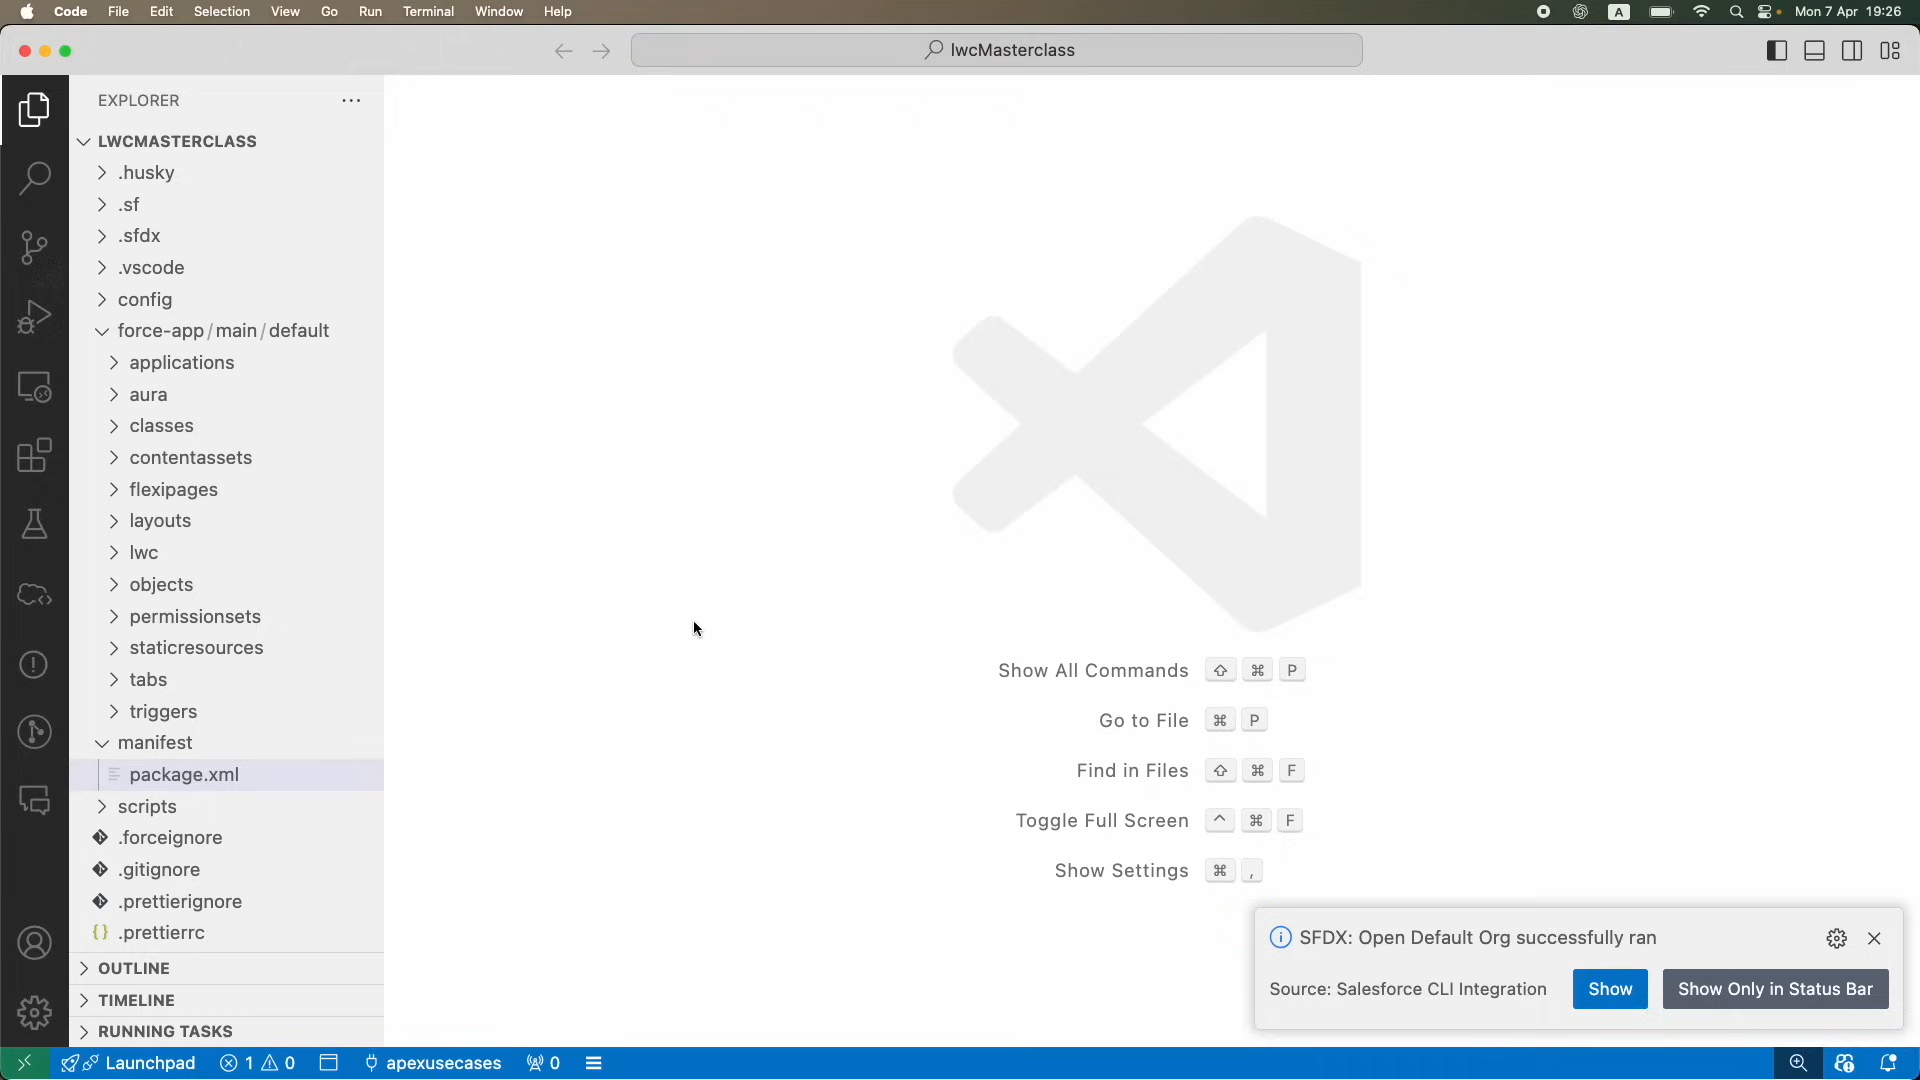 Code File Edit Selection View Go Run Terminal Window Help
A Mon 7 Apr 19:26
lwcMasterclass
EXPLORER
LWCMASTERCLASS
.husky
.sf
.sfdx
.vscode
config
force-app / main / default
applications
aura
classes
contentassets
flexipages
layouts
lwc
objects
permissionsets
staticresources
tabs
triggers
manifest
package.xml
scripts
.forceignore
.gitignore
.prettierignore
{} .prettierrc
OUTLINE
TIMELINE
RUNNING TASKS
Show All Commands ⇧ ⌘ P
Go to File ⌘ P
Find in Files ⇧ ⌘ F
Toggle Full Screen ^ ⌘ F
Show Settings ⌘ ,
SFDX: Open Default Org successfully ran
Source: Salesforce CLI Integration
Show
Show Only in Status Bar
Launchpad 1 0 apexusecases 0